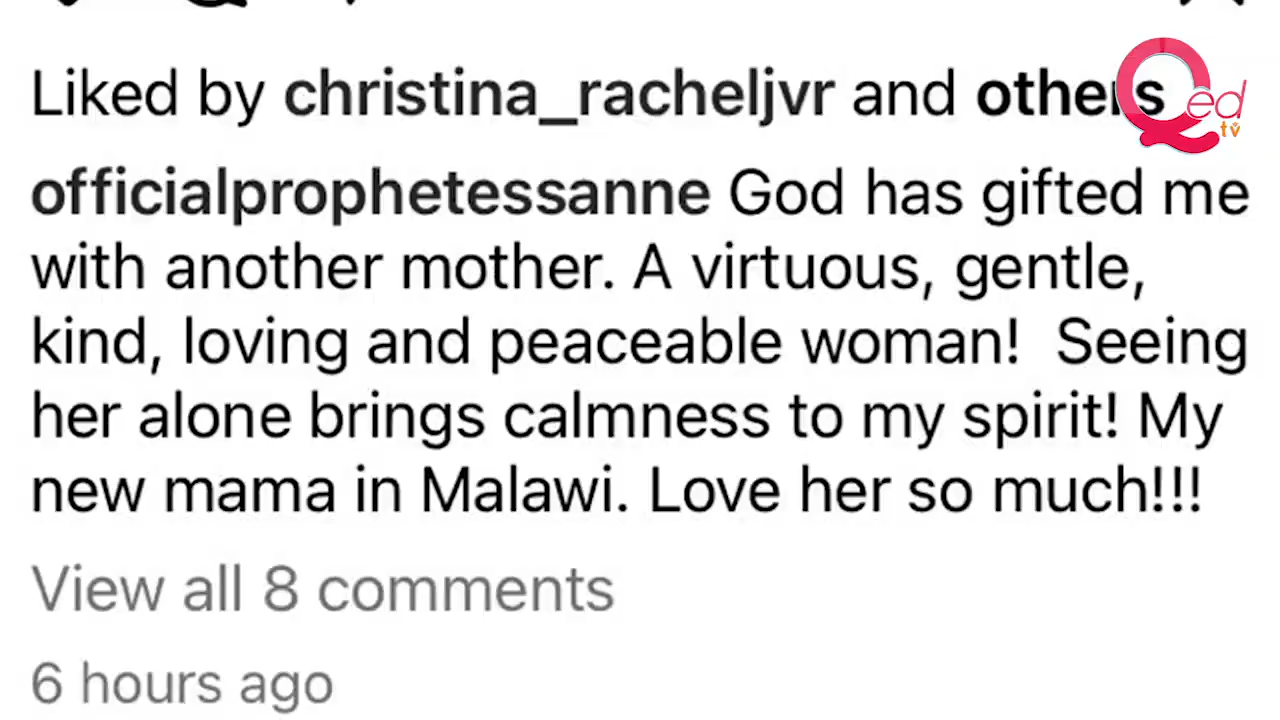 Liked by christina_racheljvr and others
officialprophetessanne God has gifted me
with another mother. A virtuous, gentle,
kind, loving and peaceable woman!  Seeing
her alone brings calmness to my spirit! My
new mama in Malawi. Love her so much!!!
View all 8 comments
6 hours ago
Qed
tv